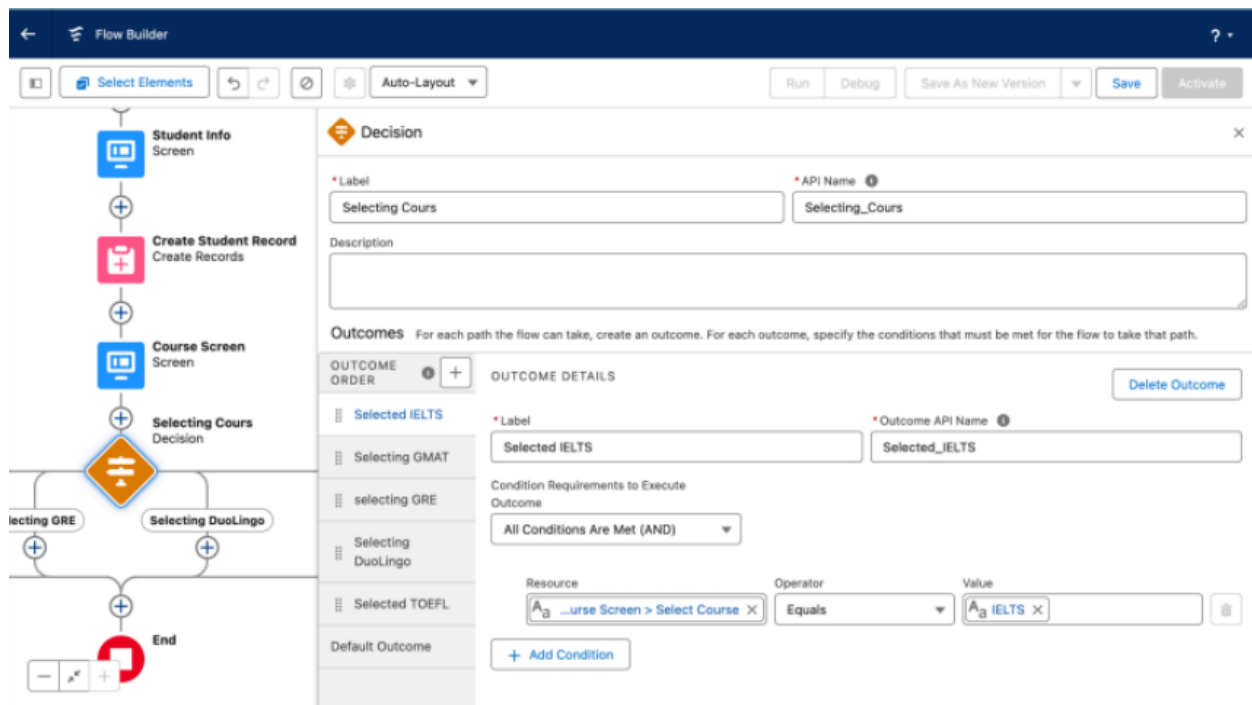 Flow Builder
?
Select Elements
Auto-Layout
Run
Debug
Save As New Version
Save
Activate
Student Info
Screen
Create Student Record
Create Records
Course Screen
Screen
Selecting Cours
Decision
lecting GRE
Selecting DuoLingo
End
Decision
* Label
* API Name
Selecting Cours
Selecting_Cours
Description
Outcomes For each path the flow can take, create an outcome. For each outcome, specify the conditions that must be met for the flow to take that path.
OUTCOME
ORDER
Selected IELTS
Selecting GMAT
selecting GRE
Selecting
DuoLingo
Selected TOEFL
Default Outcome
OUTCOME DETAILS
Delete Outcome
* Label
* Outcome API Name
Selected IELTS
Selected_IELTS
Condition Requirements to Execute
Outcome
All Conditions Are Met (AND)
Resource
Operator
Value
Aa ...urse Screen > Select Course
Equals
Aa IELTS
+ Add Condition